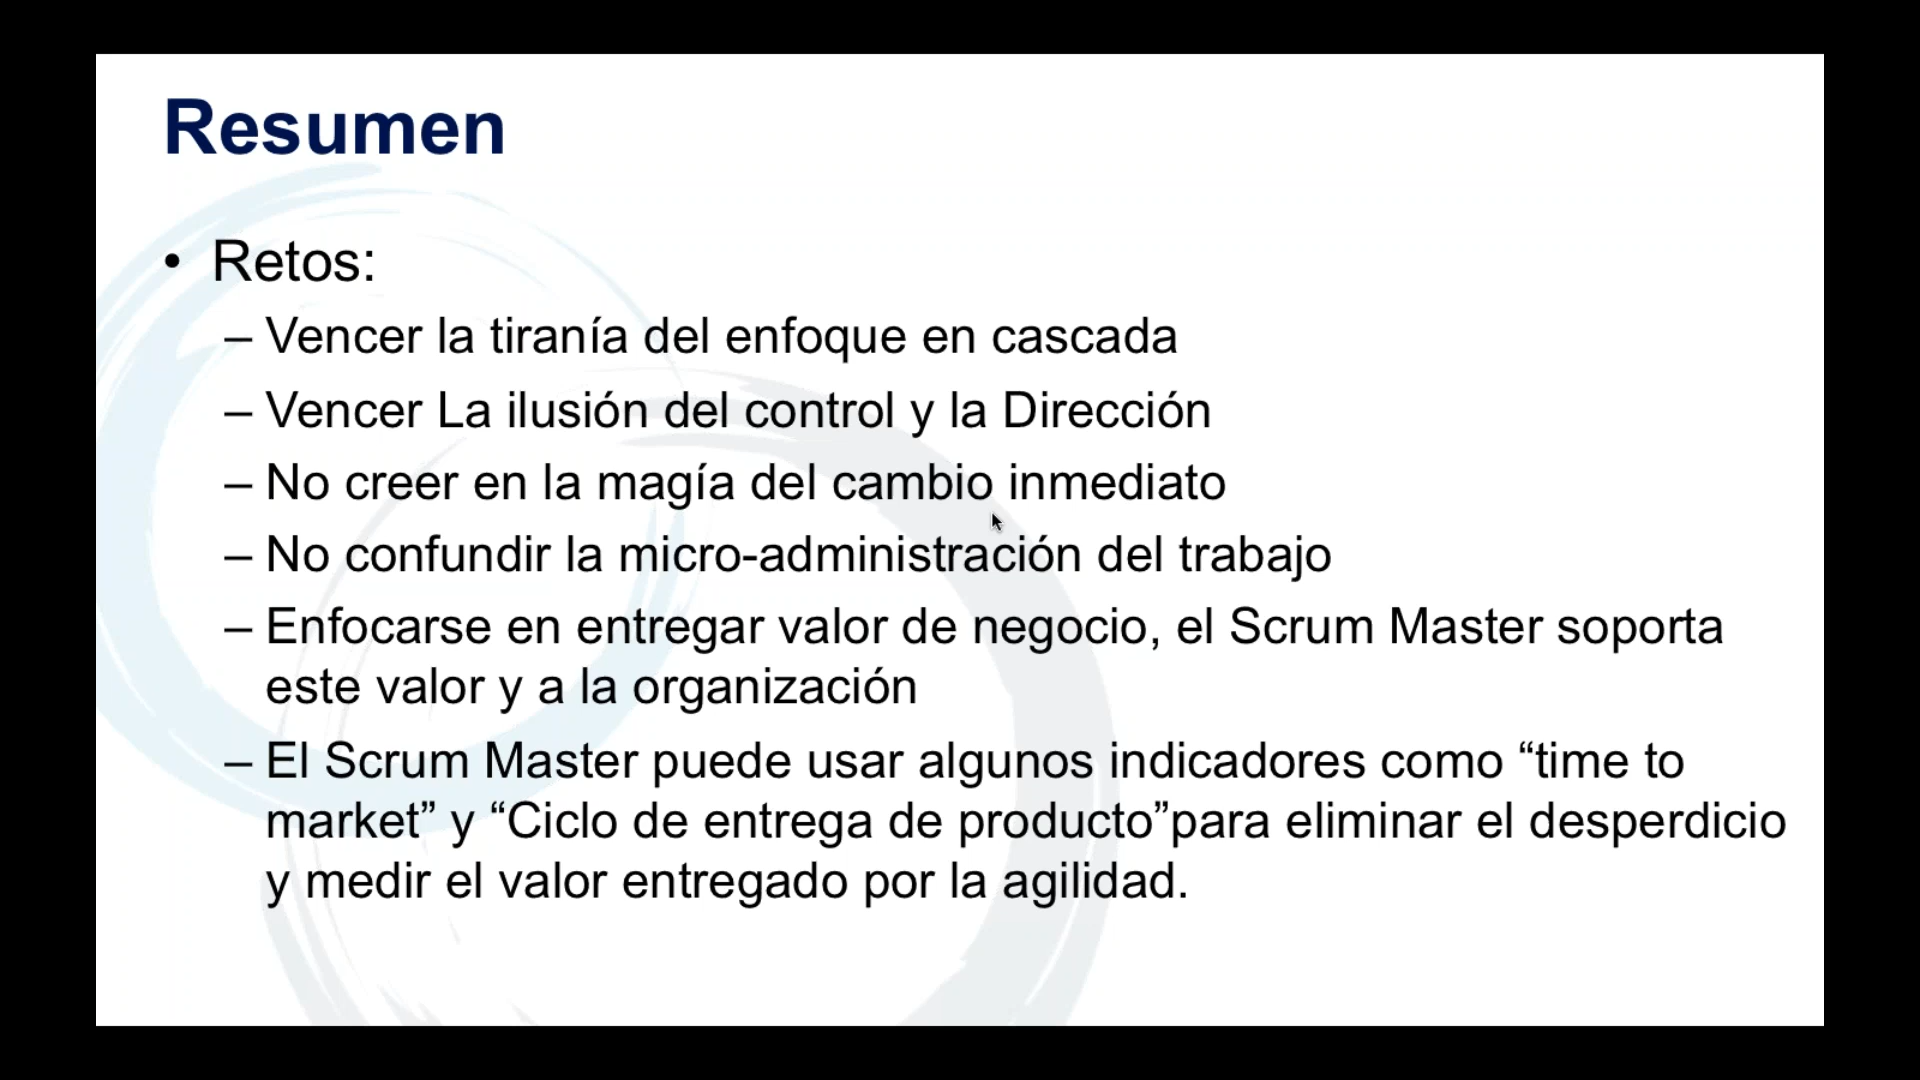 Resumen
• Retos:
– Vencer la tiranía del enfoque en cascada
– Vencer La ilusión del control y la Dirección
– No creer en la magía del cambio inmediato
– No confundir la micro-administración del trabajo
– Enfocarse en entregar valor de negocio, el Scrum Master soporta
este valor y a la organización
– El Scrum Master puede usar algunos indicadores como “time to
market” y “Ciclo de entrega de producto”para eliminar el desperdicio
y medir el valor entregado por la agilidad.